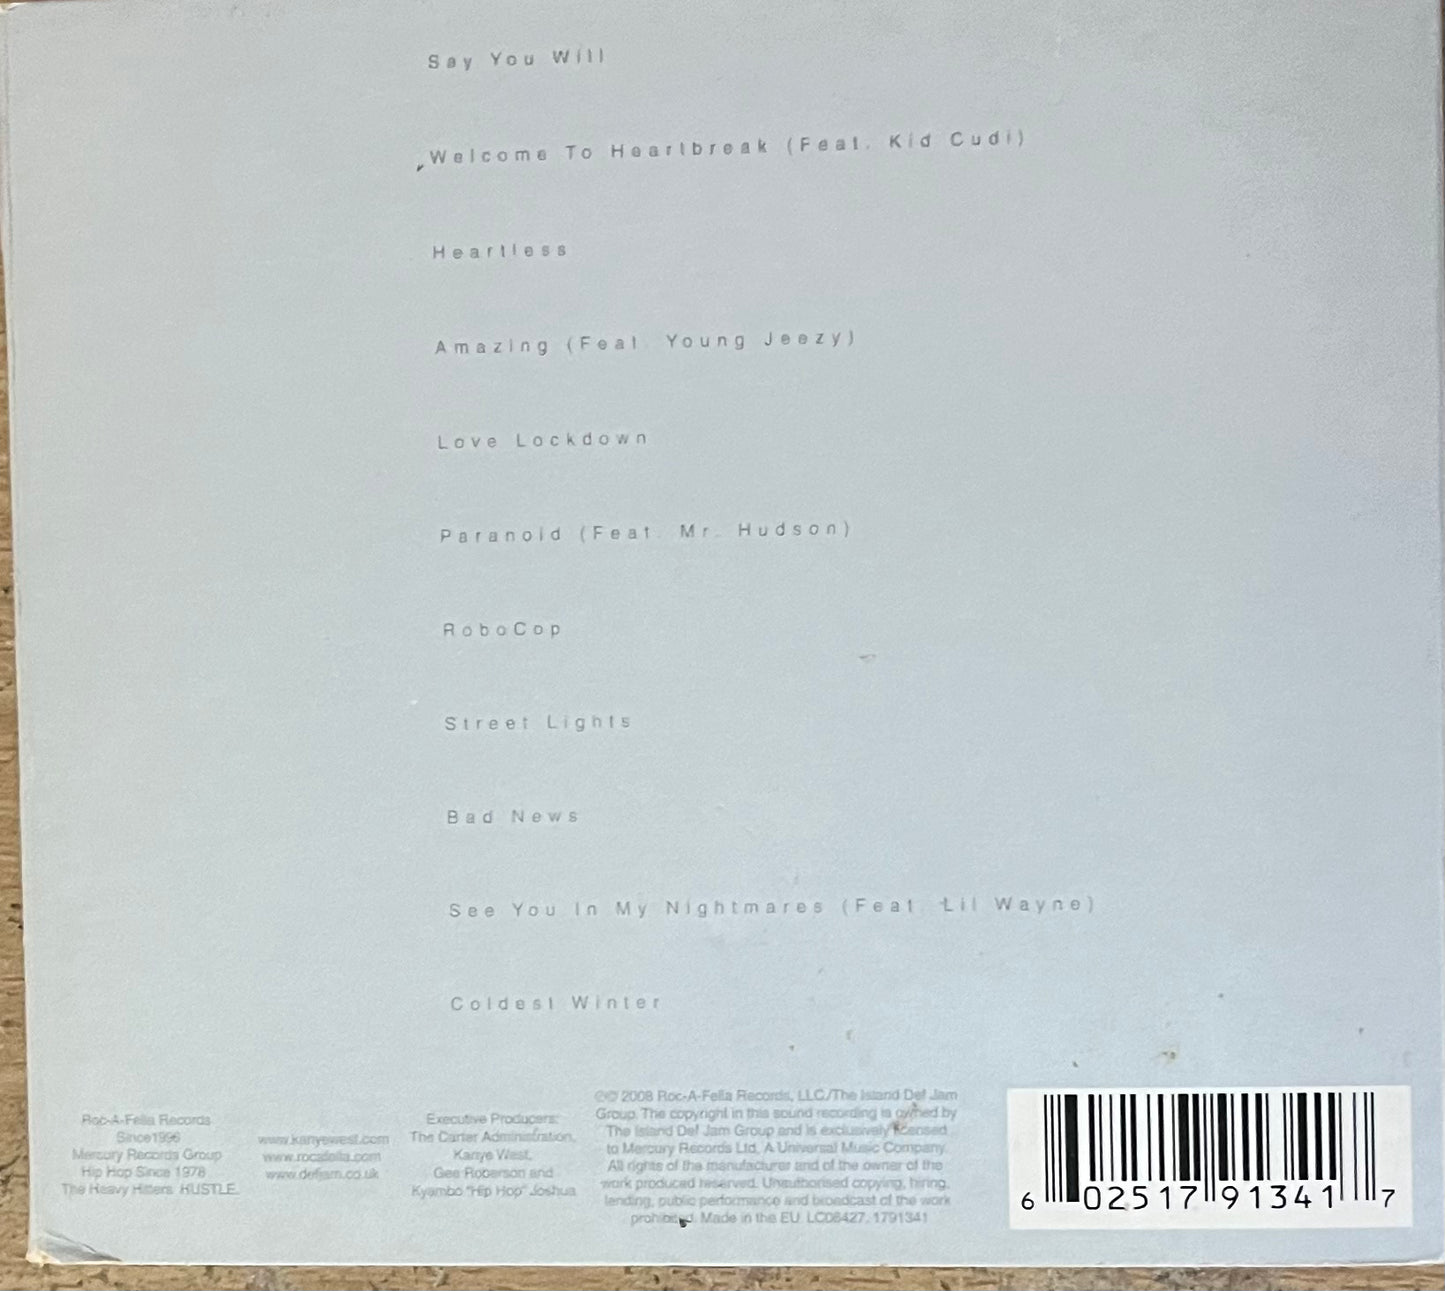 Say You Will
Welcome To Heartbreak (Feat. Kid Cudi)
Heartless
Amazing (Feat. Young Jeezy)
Love Lockdown
Paranoid (Feat. Mr. Hudson)
RoboCop
Street Lights
Bad News
See You In My Nightmares (Feat. Lil Wayne)
Coldest Winter
Roc-A-Fella Records
Since1996
Mercury Records Group
Hip Hop Since 1978
The Heavy Hitters HUSTLE.
www.kanyewest.com
www.rocafella.com
www.defjam.co.uk
Executive Producers:
The Carter Administration,
Kanye West,
Gee Roberson and
Kyambo "Hip Hop" Joshua
℗© 2008 Roc-A-Fella Records, LLC/The Island Def Jam
Group. The copyright in this sound recording is owned by
The Island Def Jam Group and is exclusively licensed
to Mercury Records Ltd, A Universal Music Company.
All rights of the manufacturer and of the owner of the
work produced reserved. Unauthorised copying, hiring,
lending, public performance and broadcast of the work
prohibited. Made in the EU. LC08427. 1791341
6 02517 91341 7